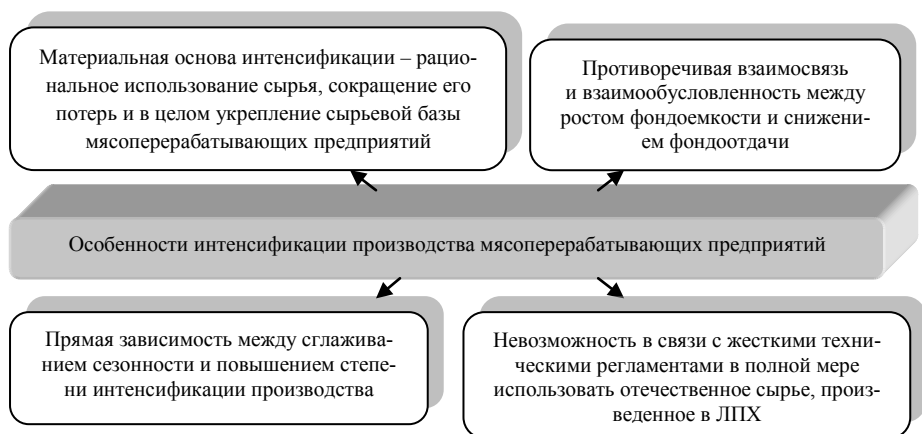 Материальная основа интенсификации – рацио-
нальное использование сырья, сокращение его
потерь и в целом укрепление сырьевой базы
мясоперерабатывающих предприятий
Противоречивая взаимосвязь
и взаимообусловленность между
ростом фондоемкости и снижени-
ем фондоотдачи
Особенности интенсификации производства мясоперерабатывающих предприятий
Прямая зависимость между сглажи-
ванием сезонности и повышением степе-
ни интенсификации производства
Невозможность в связи с жесткими техни-
ческими регламентами в полной мере
использовать отечественное сырье, произ-
веденное в ЛПХ